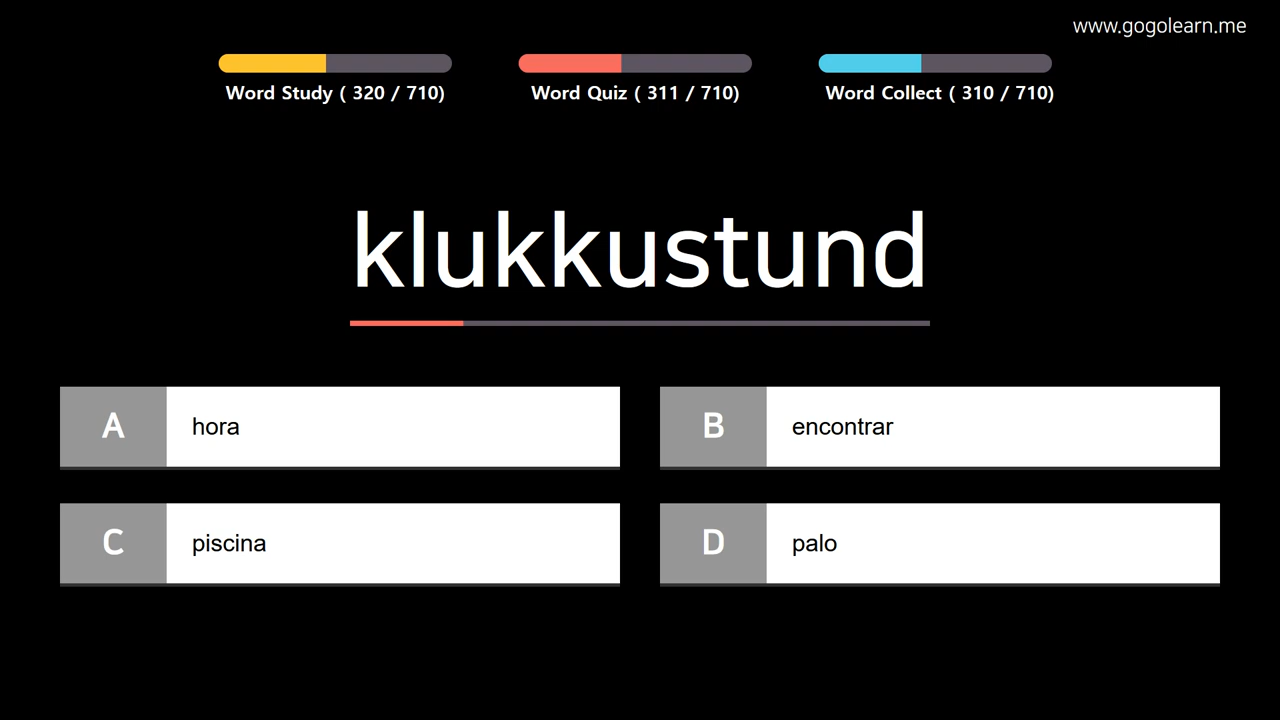 www.gogolearn.me
Word Study ( 320 / 710)
Word Quiz ( 311 / 710)
Word Collect ( 310 / 710)
klukkustund
A hora
B encontrar
C piscina
D palo